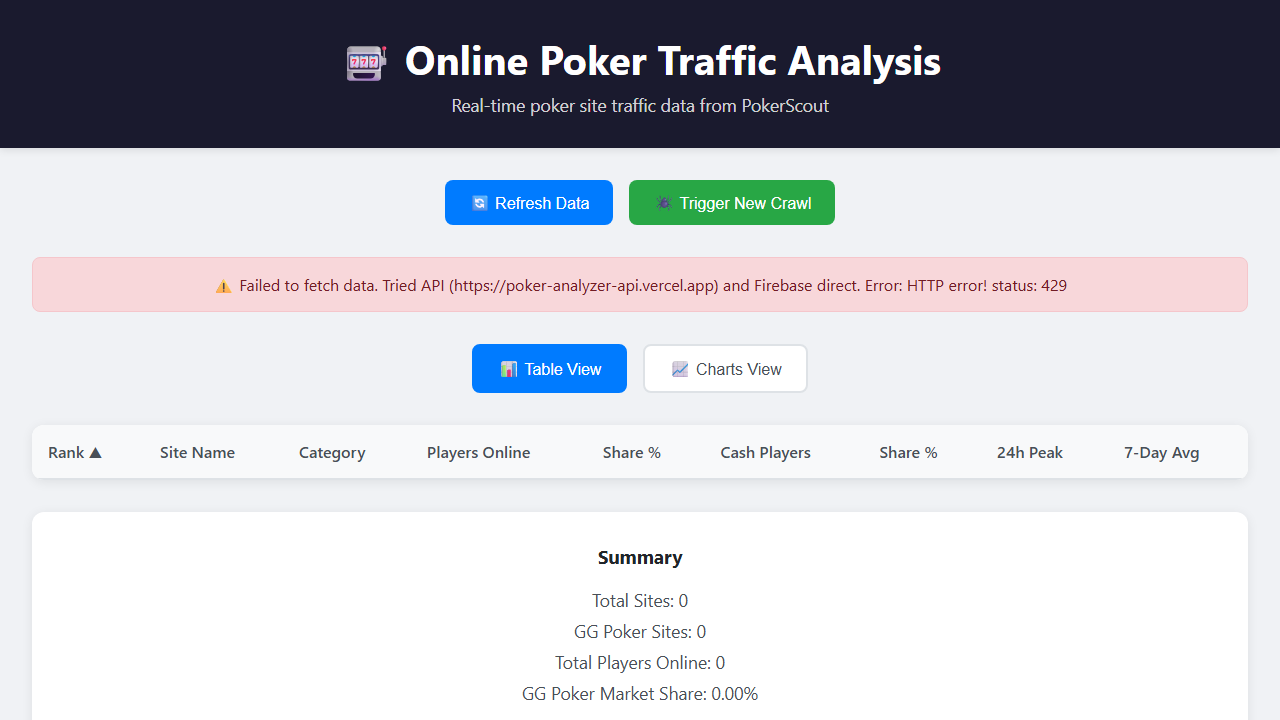 Online Poker Traffic Analysis
Real-time poker site traffic data from PokerScout
Refresh Data
Trigger New Crawl
Failed to fetch data. Tried API (https://poker-analyzer-api.vercel.app) and Firebase direct. Error: HTTP error! status: 429
Table View
Charts View
Rank ▲ Site Name Category Players Online Share % Cash Players Share % 24h Peak 7-Day Avg
Summary
Total Sites: 0
GG Poker Sites: 0
Total Players Online: 0
GG Poker Market Share: 0.00%